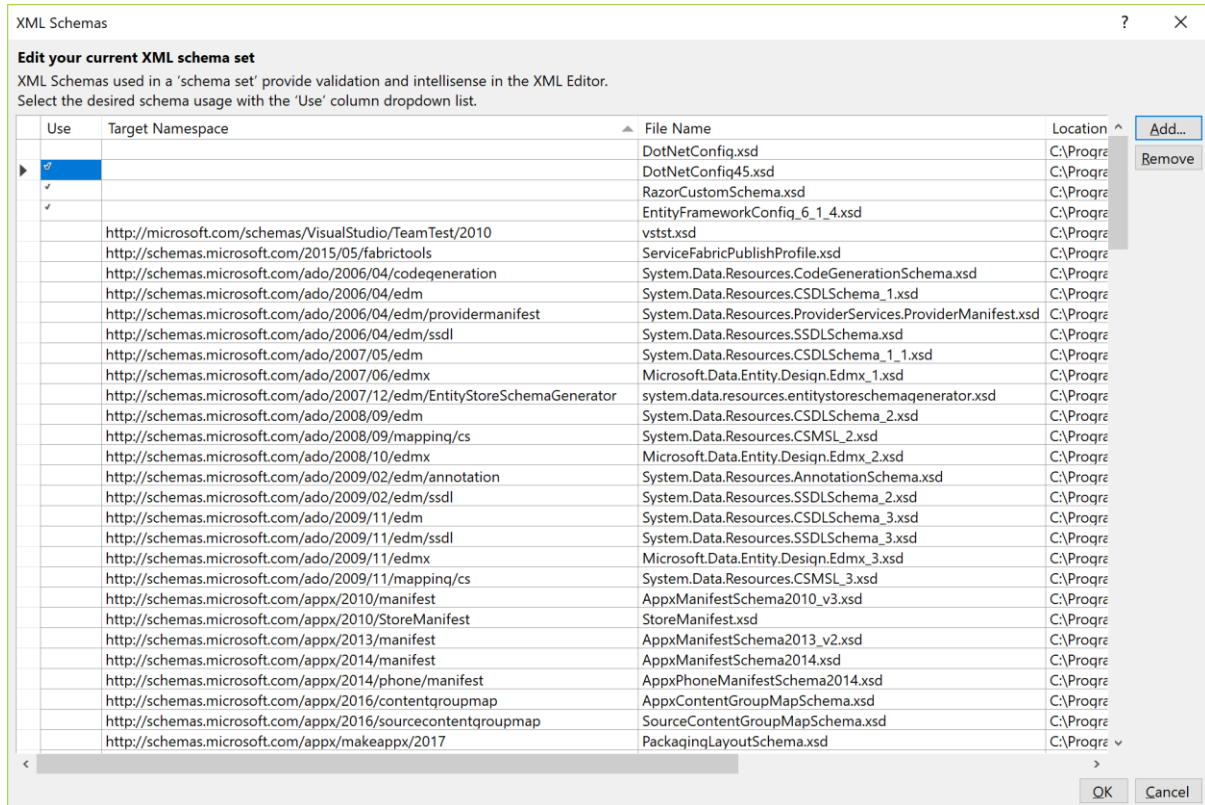 XML Schemas ? ×
Edit your current XML schema set
XML Schemas used in a 'schema set' provide validation and intellisense in the XML Editor.
Select the desired schema usage with the 'Use' column dropdown list.
Use Target Namespace File Name Location Add...
DotNetConfig.xsd C:\Progra
Remove
DotNetConfig45.xsd C:\Progra
RazorCustomSchema.xsd C:\Progra
EntityFrameworkConfig_6_1_4.xsd C:\Progra
http://microsoft.com/schemas/VisualStudio/TeamTest/2010 vstst.xsd C:\Progra
http://schemas.microsoft.com/2015/05/fabrictools ServiceFabricPublishProfile.xsd C:\Progra
http://schemas.microsoft.com/ado/2006/04/codegeneration System.Data.Resources.CodeGenerationSchema.xsd C:\Progra
http://schemas.microsoft.com/ado/2006/04/edm System.Data.Resources.CSDLSchema_1.xsd C:\Progra
http://schemas.microsoft.com/ado/2006/04/edm/providermanifest System.Data.Resources.ProviderServices.ProviderManifest.xsd C:\Progra
http://schemas.microsoft.com/ado/2006/04/edm/ssdl System.Data.Resources.SSDLSchema.xsd C:\Progra
http://schemas.microsoft.com/ado/2007/05/edm System.Data.Resources.CSDLSchema_1_1.xsd C:\Progra
http://schemas.microsoft.com/ado/2007/06/edmx Microsoft.Data.Entity.Design.Edmx_1.xsd C:\Progra
http://schemas.microsoft.com/ado/2007/12/edm/EntityStoreSchemaGenerator system.data.resources.entitystoreschemagenerator.xsd C:\Progra
http://schemas.microsoft.com/ado/2008/09/edm System.Data.Resources.CSDLSchema_2.xsd C:\Progra
http://schemas.microsoft.com/ado/2008/09/mapping/cs System.Data.Resources.CSMSL_2.xsd C:\Progra
http://schemas.microsoft.com/ado/2008/10/edmx Microsoft.Data.Entity.Design.Edmx_2.xsd C:\Progra
http://schemas.microsoft.com/ado/2009/02/edm/annotation System.Data.Resources.AnnotationSchema.xsd C:\Progra
http://schemas.microsoft.com/ado/2009/02/edm/ssdl System.Data.Resources.SSDLSchema_2.xsd C:\Progra
http://schemas.microsoft.com/ado/2009/11/edm System.Data.Resources.CSDLSchema_3.xsd C:\Progra
http://schemas.microsoft.com/ado/2009/11/edm/ssdl System.Data.Resources.SSDLSchema_3.xsd C:\Progra
http://schemas.microsoft.com/ado/2009/11/edmx Microsoft.Data.Entity.Design.Edmx_3.xsd C:\Progra
http://schemas.microsoft.com/ado/2009/11/mapping/cs System.Data.Resources.CSMSL_3.xsd C:\Progra
http://schemas.microsoft.com/appx/2010/manifest AppxManifestSchema2010_v3.xsd C:\Progra
http://schemas.microsoft.com/appx/2010/StoreManifest StoreManifest.xsd C:\Progra
http://schemas.microsoft.com/appx/2013/manifest AppxManifestSchema2013_v2.xsd C:\Progra
http://schemas.microsoft.com/appx/2014/manifest AppxManifestSchema2014.xsd C:\Progra
http://schemas.microsoft.com/appx/2014/phone/manifest AppxPhoneManifestSchema2014.xsd C:\Progra
http://schemas.microsoft.com/appx/2016/contentgroupmap AppxContentGroupMapSchema.xsd C:\Progra
http://schemas.microsoft.com/appx/2016/sourcecontentgroupmap SourceContentGroupMapSchema.xsd C:\Progra
http://schemas.microsoft.com/appx/makeappx/2017 PackagingLayoutSchema.xsd C:\Progra
OK Cancel